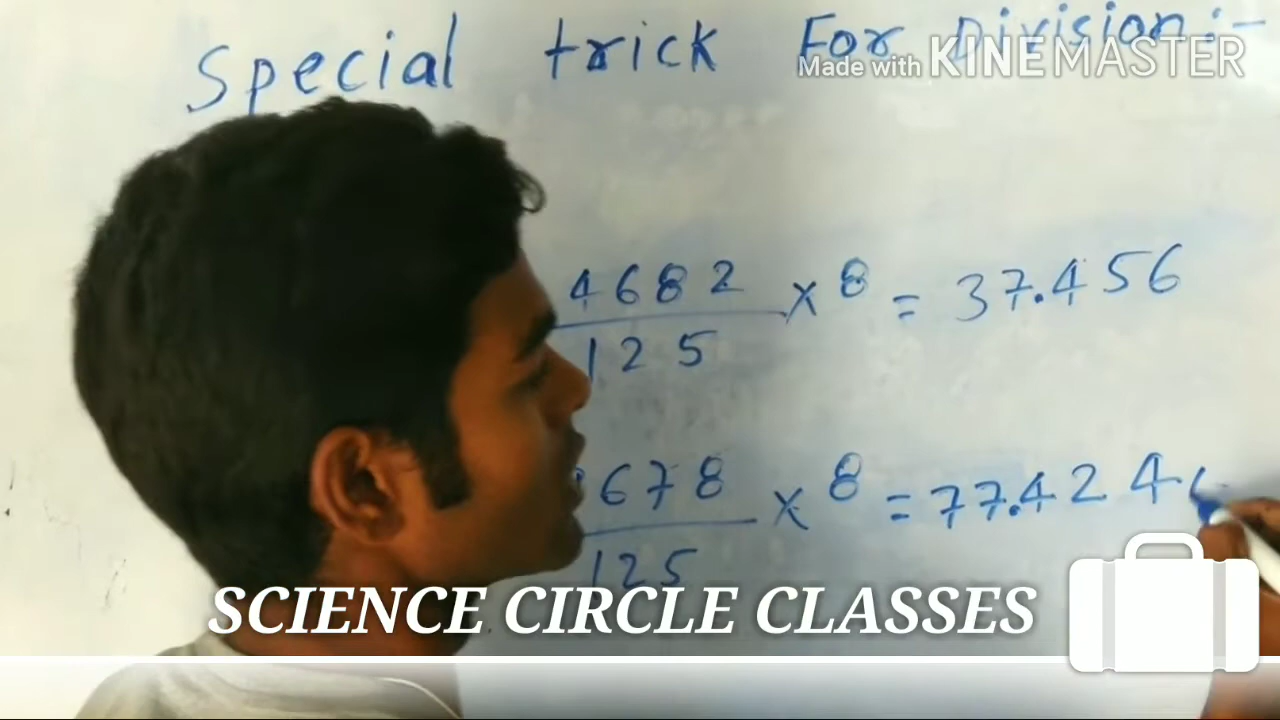 Special trick For Division:-
Made with KINEMASTER
4682 × 8 = 37.456
125
678 × 8 = 77.424
125
SCIENCE CIRCLE CLASSES